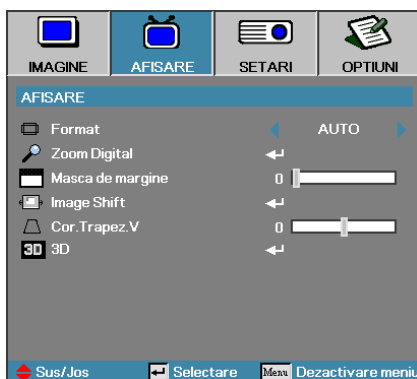 IMAGINE AFISARE SETARI OPTIUNI
AFISARE
Format AUTO
Zoom Digital
Masca de margine 0
Image Shift
Cor.Trapez.V 0
3D 3D
Sus/Jos Selectare Menu Dezactivare meniu